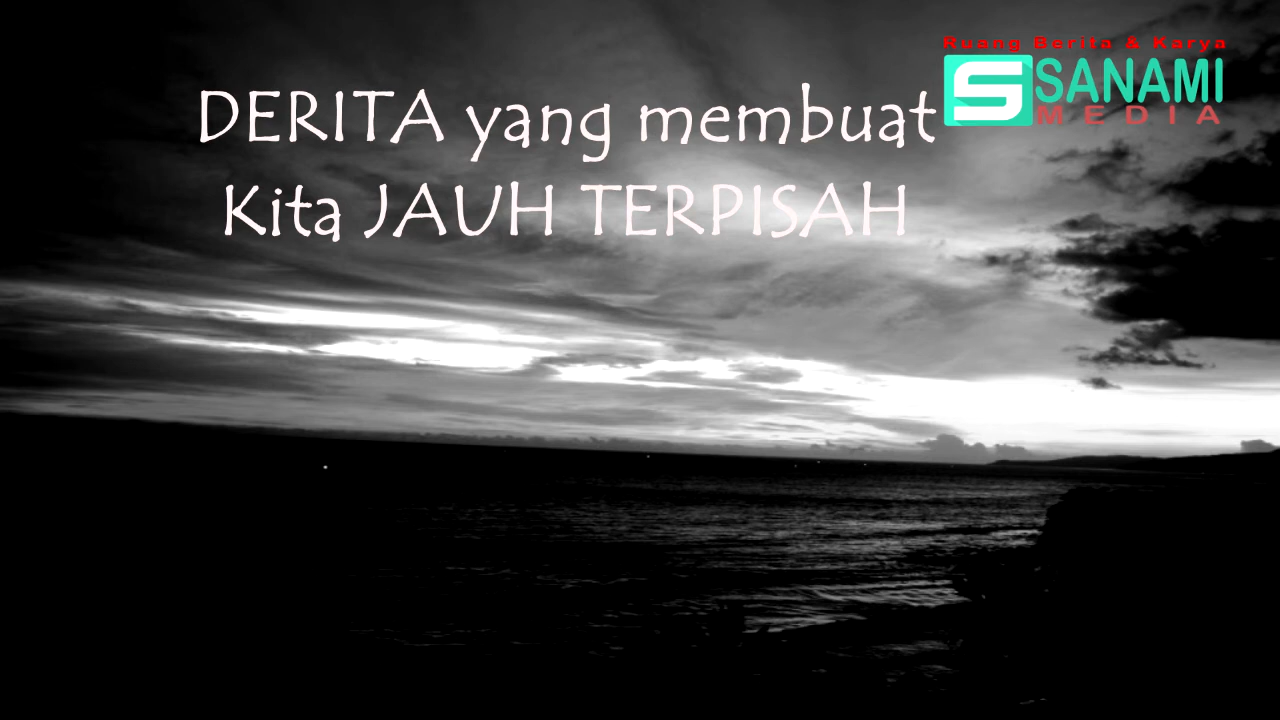 Ruang Berita & Karya
SANAMI
MEDIA
DERITA yang membuat
Kita JAUH TERPISAH